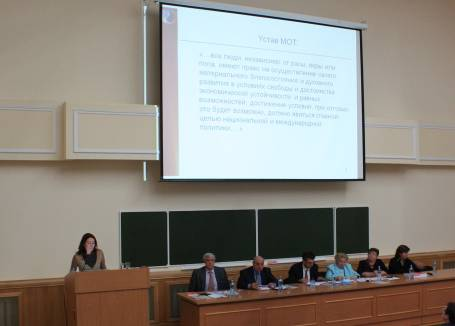 Устав МОТ:
«…все люди, независимо от расы, веры или
пола, имеют право на осуществление своего
материального благосостояния и духовного
развития в условиях свободы и достоинства,
экономической устойчивости и равных
возможностей; достижение условий, при которых
это будет возможно, должно явиться главной
целью национальной и международной
политики…»